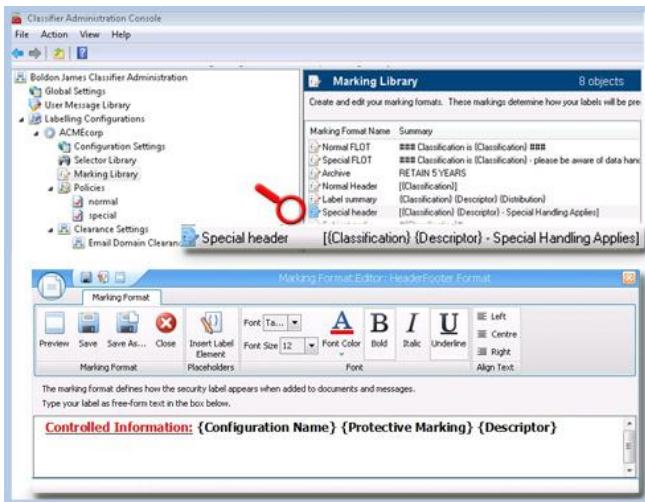 Classifier Administration Console
File Action View Help
Boldon James Classifier Administration
Global Settings
User Message Library
Labelling Configurations
ACMEcorp
Configuration Settings
Selector Library
Marking Library
Policies
normal
special
Clearance Settings
Email Domain Clearan
Marking Library 8 objects
Create and edit your marking formats. These markings determine how your labels will be pre
Marking Format Name Summary
Normal FLOT ### Classification is {Classification} ###
Special FLOT ### Classification is {Classification} - please be aware of data hand
Archive RETAIN 5 YEARS
Normal Header [{Classification}]
Label summary {Classification} {Descriptor} {Distribution}
Special header [{Classification} {Descriptor} - Special Handling Applies]
Special header [{Classification} {Descriptor} - Special Handling Applies]
Marking Format Editor: HeaderFooter Format
Marking Format
Preview Save Save As... Close Insert Label Element Font Ta... Font Size 12 A Font Color B Bold I Italic U Underline Left Centre Right
Marking Format Placeholders Font Align Text
The marking format defines how the security label appears when added to documents and messages.
Type your label as free-form text in the box below.
Controlled Information: {Configuration Name} {Protective Marking} {Descriptor}